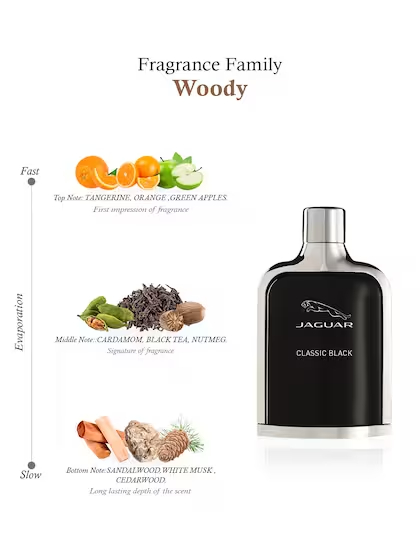 Fragrance Family
Woody
Fast
Top Note: TANGERINE, ORANGE ,GREEN APPLES.
First impression of fragrance
Evaporation
JAGUAR
CLASSIC BLACK
Middle Note: CARDAMOM, BLACK TEA, NUTMEG.
Signature of fragrance
Bottom Note:SANDALWOOD,WHITE MUSK ,
CEDARWOOD.
Slow
Long lasting depth of the scent